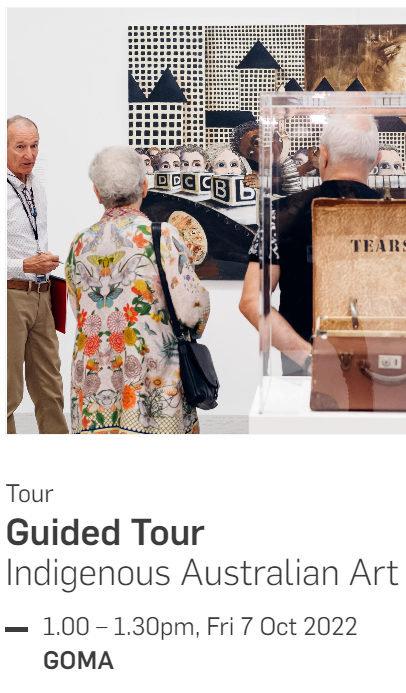 TEARS
Tour
Guided Tour
Indigenous Australian Art
1.00 – 1.30pm, Fri 7 Oct 2022
GOMA